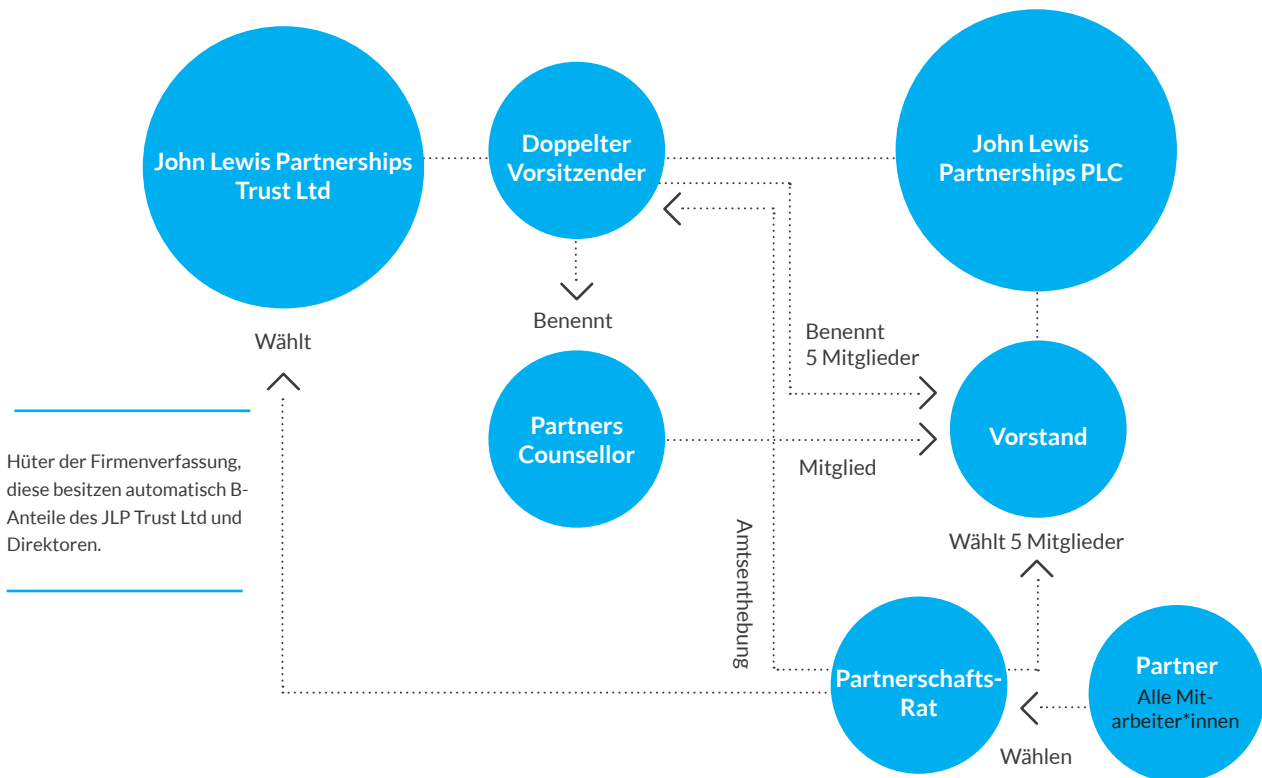 John Lewis Partnerships
Trust Ltd
Doppelter
Vorsitzender
John Lewis
Partnerships PLC
Benennt
Wählt
Benennt
5 Mitglieder
Partners
Counsellor
Mitglied
Vorstand
Hüter der Firmenverfassung,
diese besitzen automatisch B-
Anteile des JLP Trust Ltd und
Direktoren.
Wählt 5 Mitglieder
Amtsenthebung
Partnerschafts-
Rat
Partner
Alle Mit-
arbeiter*innen
Wählen